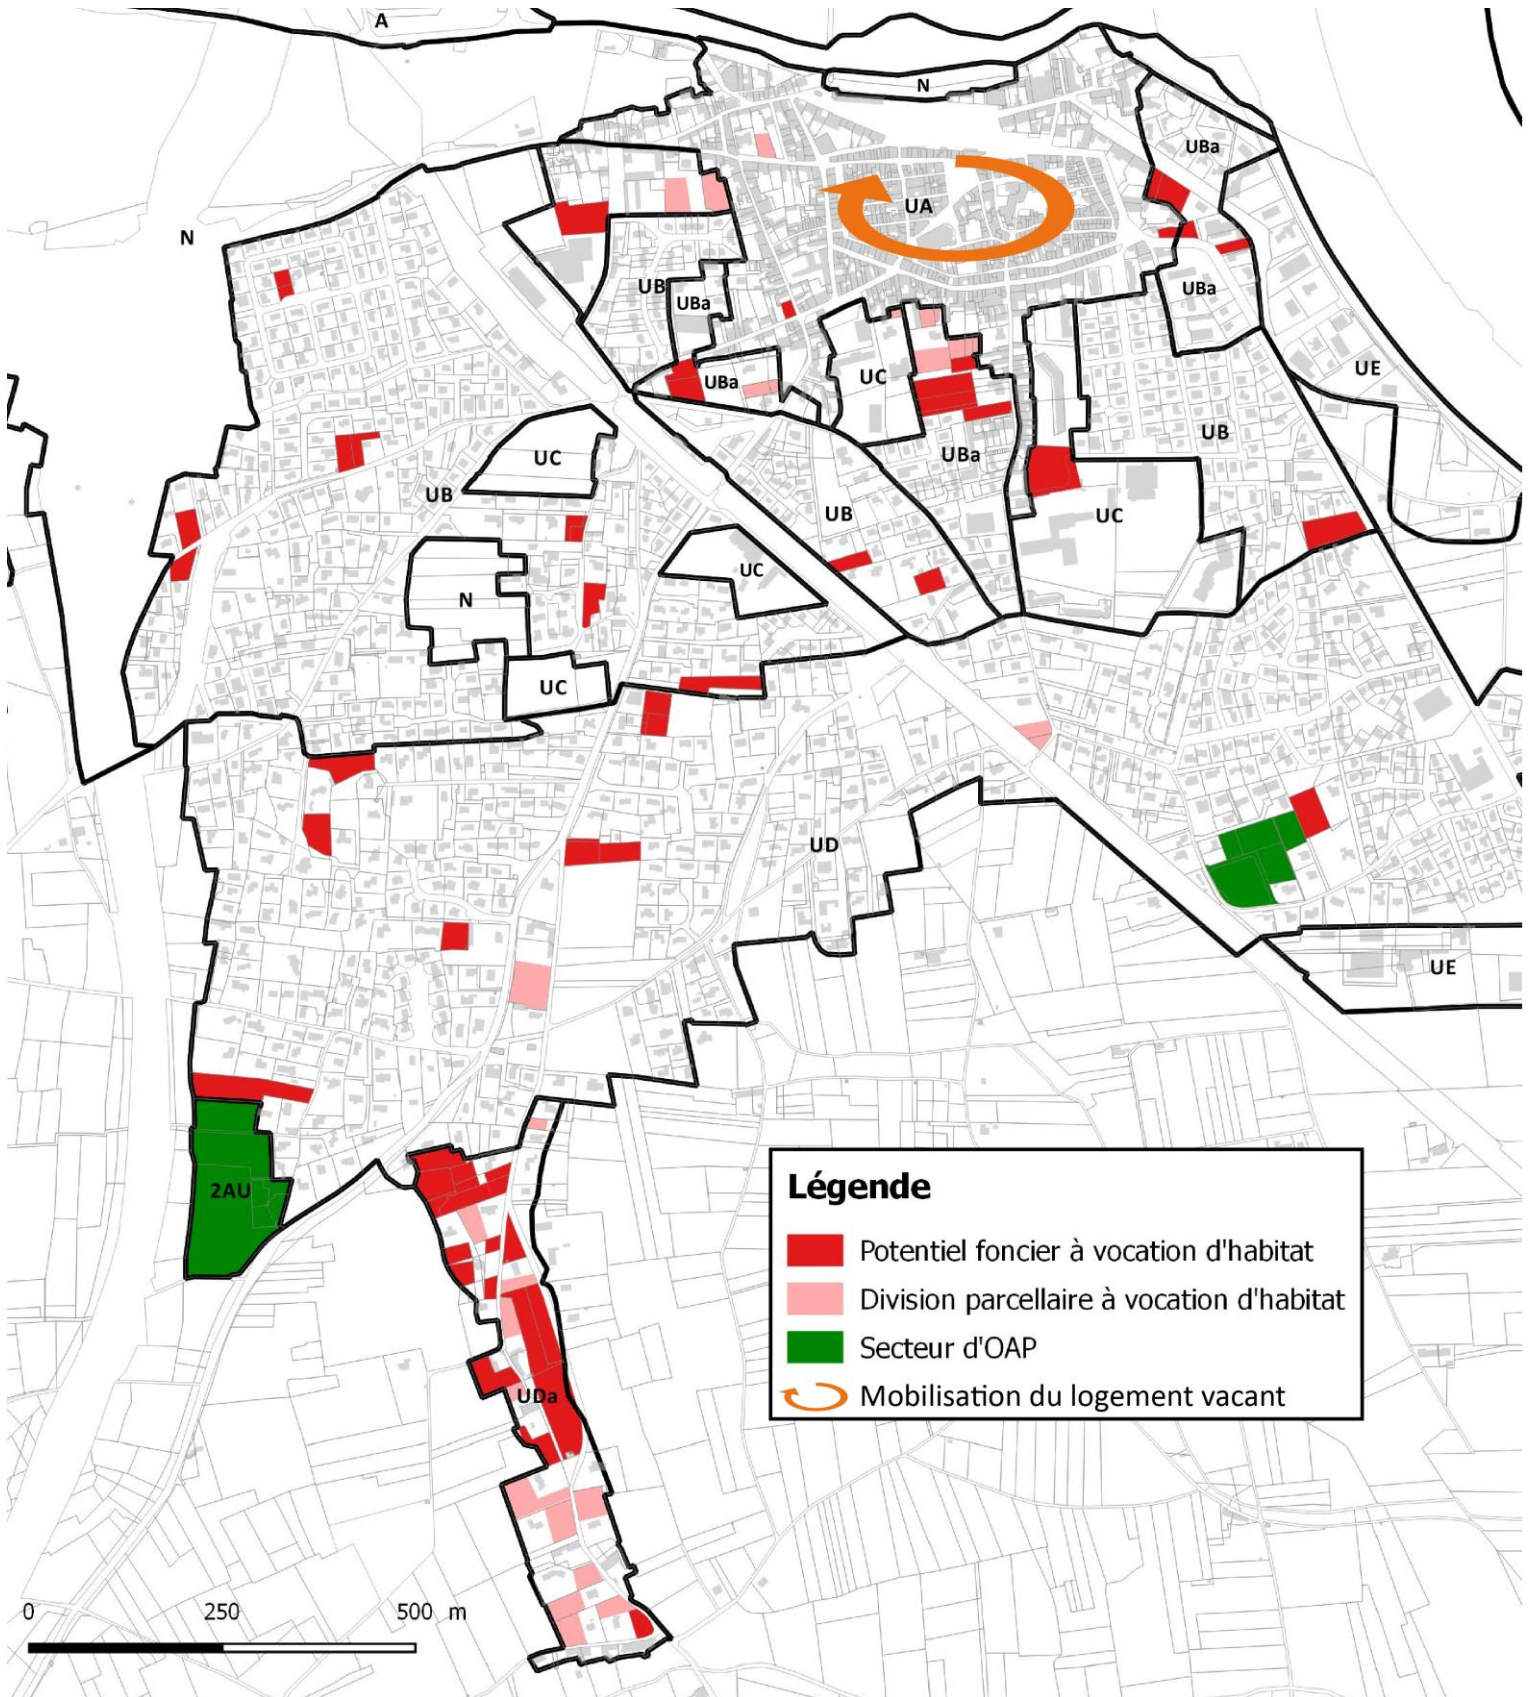 A
N
UBa
UA
N
UB
UBa
UBa
UE
UBa
UC
UB
UBa
UC
UB
UB
UC
UC
N
UC
UD
UE
2AU
Légende
Potentiel foncier à vocation d'habitat
Division parcellaire à vocation d'habitat
Secteur d'OAP
Mobilisation du logement vacant
UDa
0 250 500 m